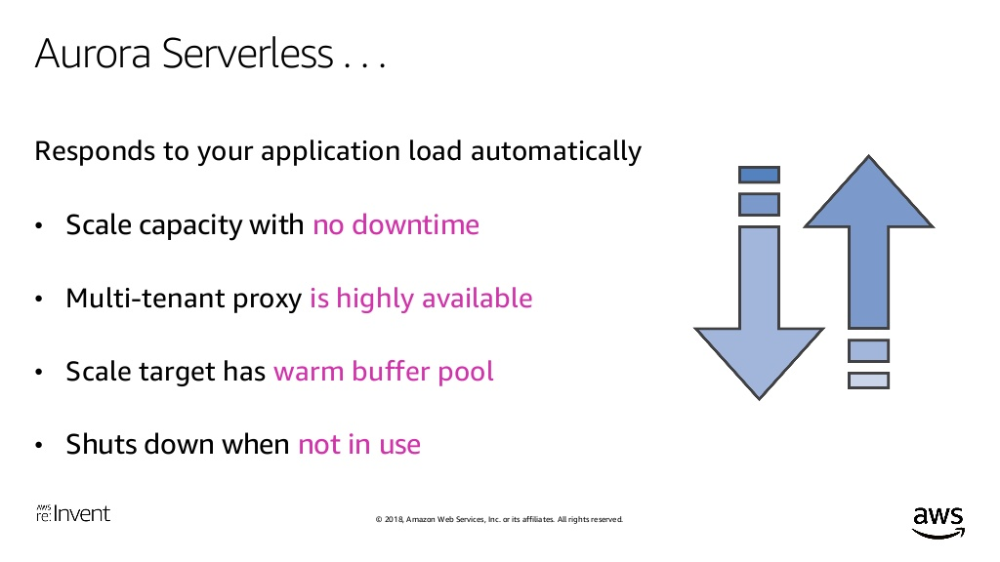 Aurora Serverless . . .
Responds to your application load automatically
• Scale capacity with no downtime
• Multi-tenant proxy is highly available
• Scale target has warm buffer pool
• Shuts down when not in use
AWS
re:Invent
© 2018, Amazon Web Services, Inc. or its affiliates. All rights reserved.
aws